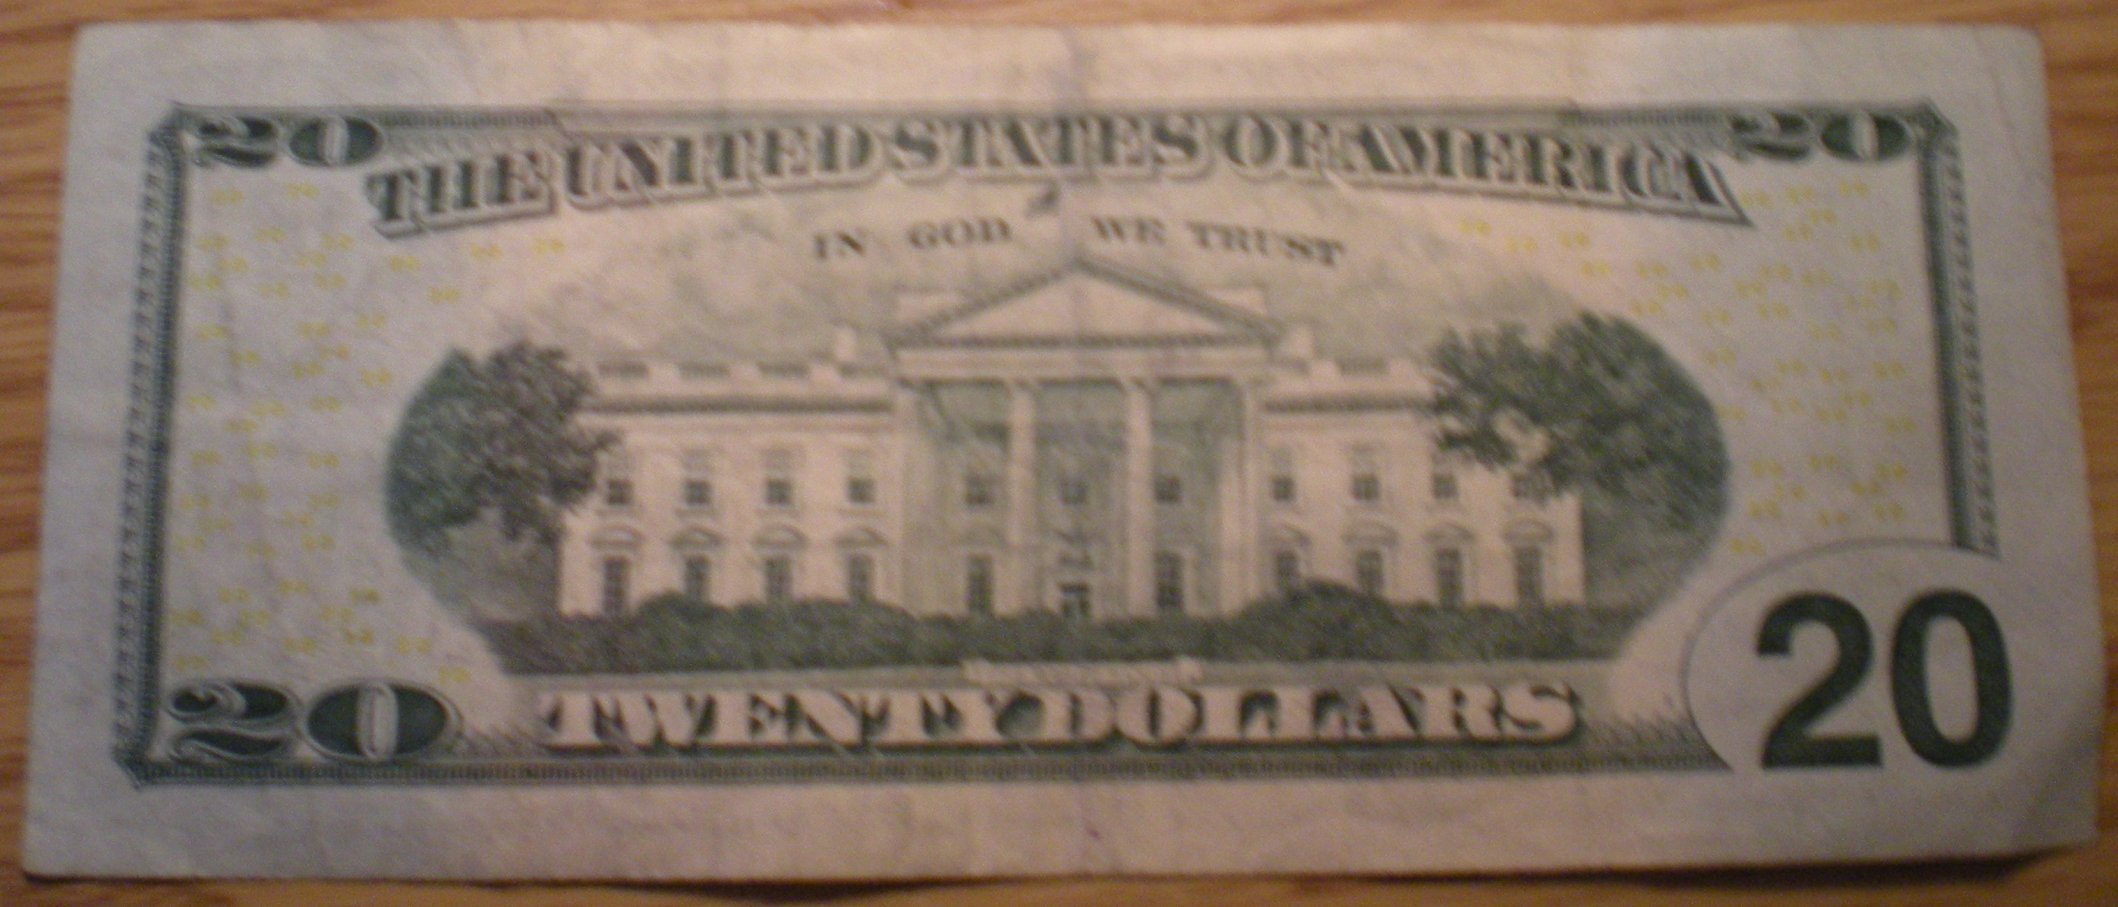 20 20
THE UNITED STATES OF AMERICA
IN GOD WE TRUST
20 TWENTY DOLLARS 20